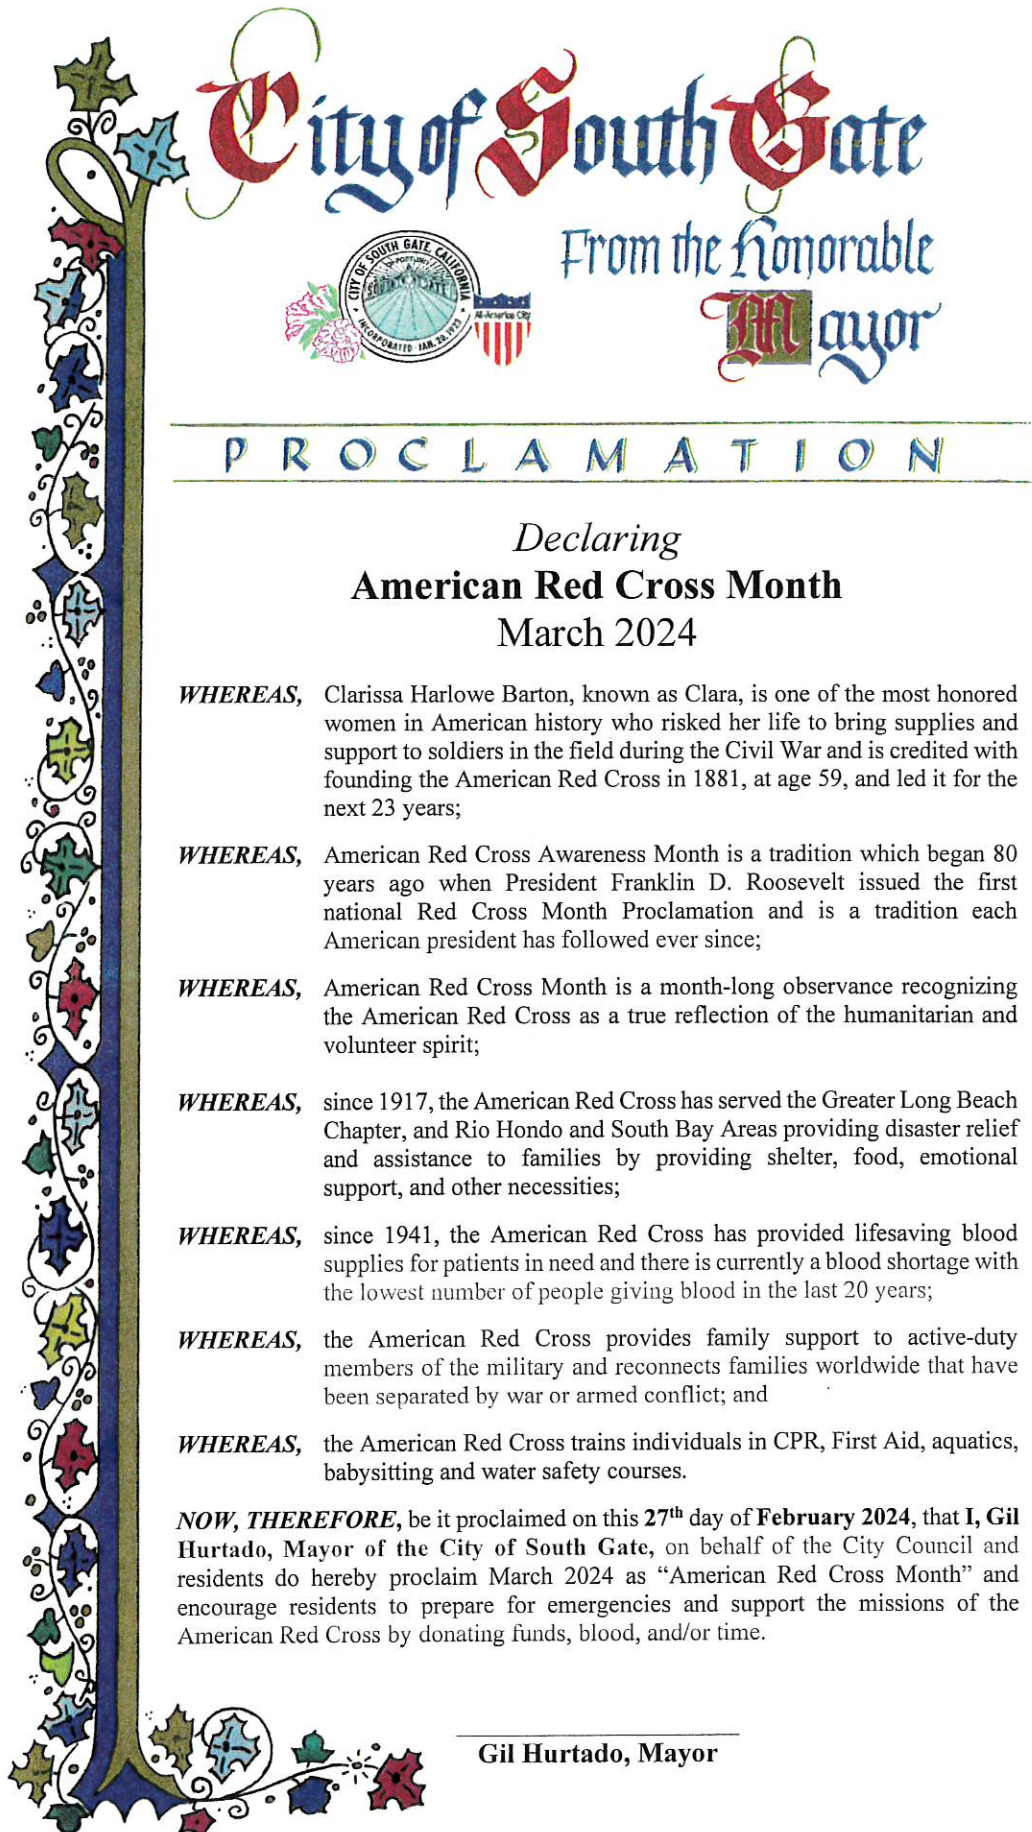 City of South Gate
From the Honorable
Mayor
CITY OF SOUTH GATE, CALIFORNIA
SOUTH GATE
INCORPORATED · JAN. 20, 1923
All-America City
PROCLAMATION
Declaring
American Red Cross Month
March 2024
WHEREAS, Clarissa Harlowe Barton, known as Clara, is one of the most honored
women in American history who risked her life to bring supplies and
support to soldiers in the field during the Civil War and is credited with
founding the American Red Cross in 1881, at age 59, and led it for the
next 23 years;
WHEREAS, American Red Cross Awareness Month is a tradition which began 80
years ago when President Franklin D. Roosevelt issued the first
national Red Cross Month Proclamation and is a tradition each
American president has followed ever since;
WHEREAS, American Red Cross Month is a month-long observance recognizing
the American Red Cross as a true reflection of the humanitarian and
volunteer spirit;
WHEREAS, since 1917, the American Red Cross has served the Greater Long Beach
Chapter, and Rio Hondo and South Bay Areas providing disaster relief
and assistance to families by providing shelter, food, emotional
support, and other necessities;
WHEREAS, since 1941, the American Red Cross has provided lifesaving blood
supplies for patients in need and there is currently a blood shortage with
the lowest number of people giving blood in the last 20 years;
WHEREAS, the American Red Cross provides family support to active-duty
members of the military and reconnects families worldwide that have
been separated by war or armed conflict; and
WHEREAS, the American Red Cross trains individuals in CPR, First Aid, aquatics,
babysitting and water safety courses.
NOW, THEREFORE, be it proclaimed on this 27th day of February 2024, that I, Gil
Hurtado, Mayor of the City of South Gate, on behalf of the City Council and
residents do hereby proclaim March 2024 as “American Red Cross Month” and
encourage residents to prepare for emergencies and support the missions of the
American Red Cross by donating funds, blood, and/or time.
Gil Hurtado, Mayor